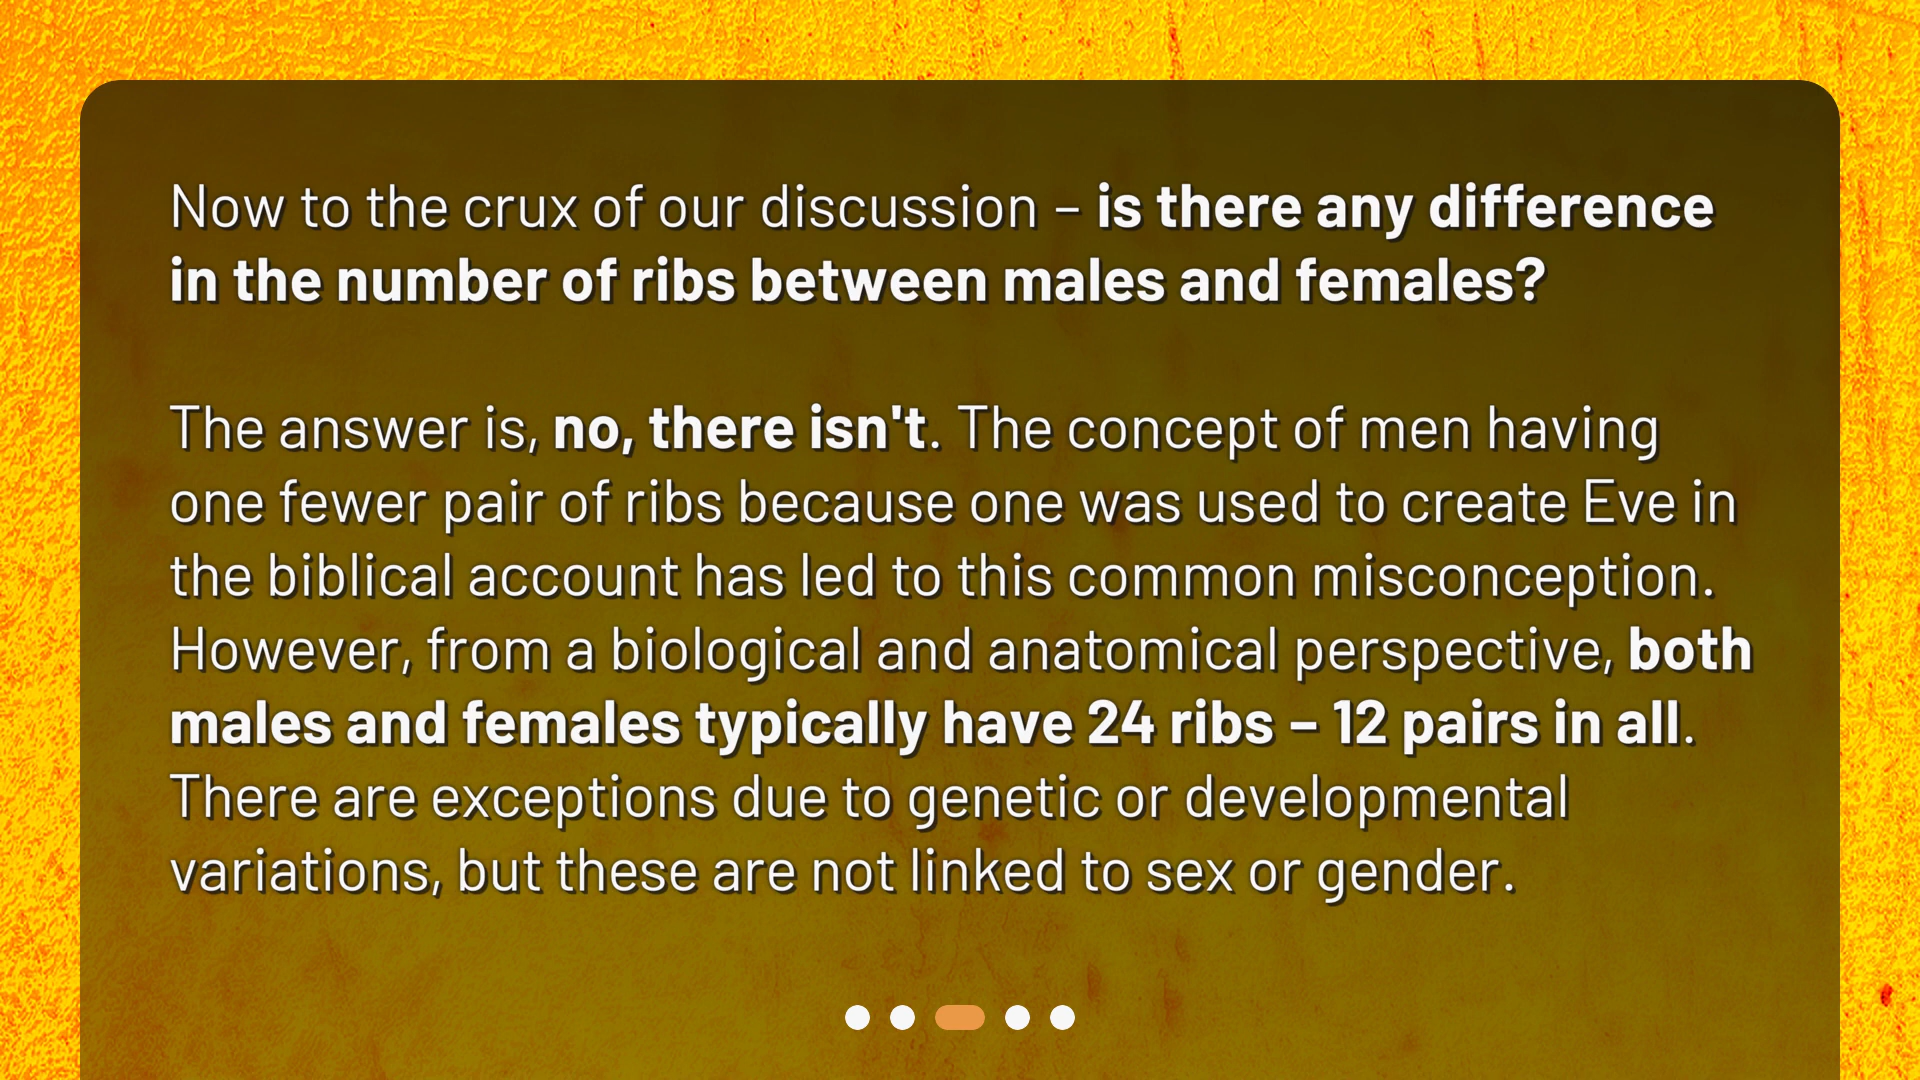 Now to the crux of our discussion – is there any difference
in the number of ribs between males and females?
The answer is, no, there isn't. The concept of men having
one fewer pair of ribs because one was used to create Eve in
the biblical account has led to this common misconception.
However, from a biological and anatomical perspective, both
males and females typically have 24 ribs – 12 pairs in all.
There are exceptions due to genetic or developmental
variations, but these are not linked to sex or gender.